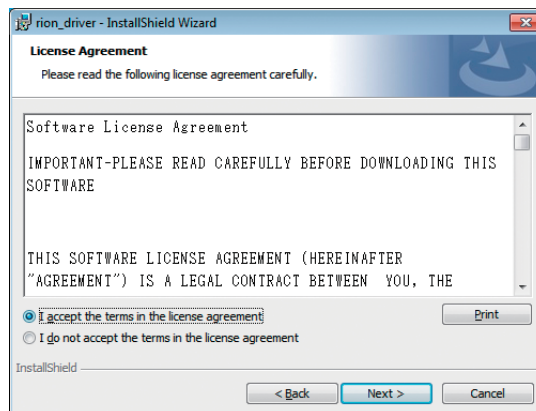 rion_driver - InstallShield Wizard
License Agreement
Please read the following license agreement carefully.
Software License Agreement
IMPORTANT-PLEASE READ CAREFULLY BEFORE DOWNLOADING THIS
SOFTWARE
THIS SOFTWARE LICENSE AGREEMENT (HEREINAFTER
"AGREEMENT") IS A LEGAL CONTRACT BETWEEN  YOU, THE
I accept the terms in the license agreement
Print
I do not accept the terms in the license agreement
InstallShield
< Back
Next >
Cancel